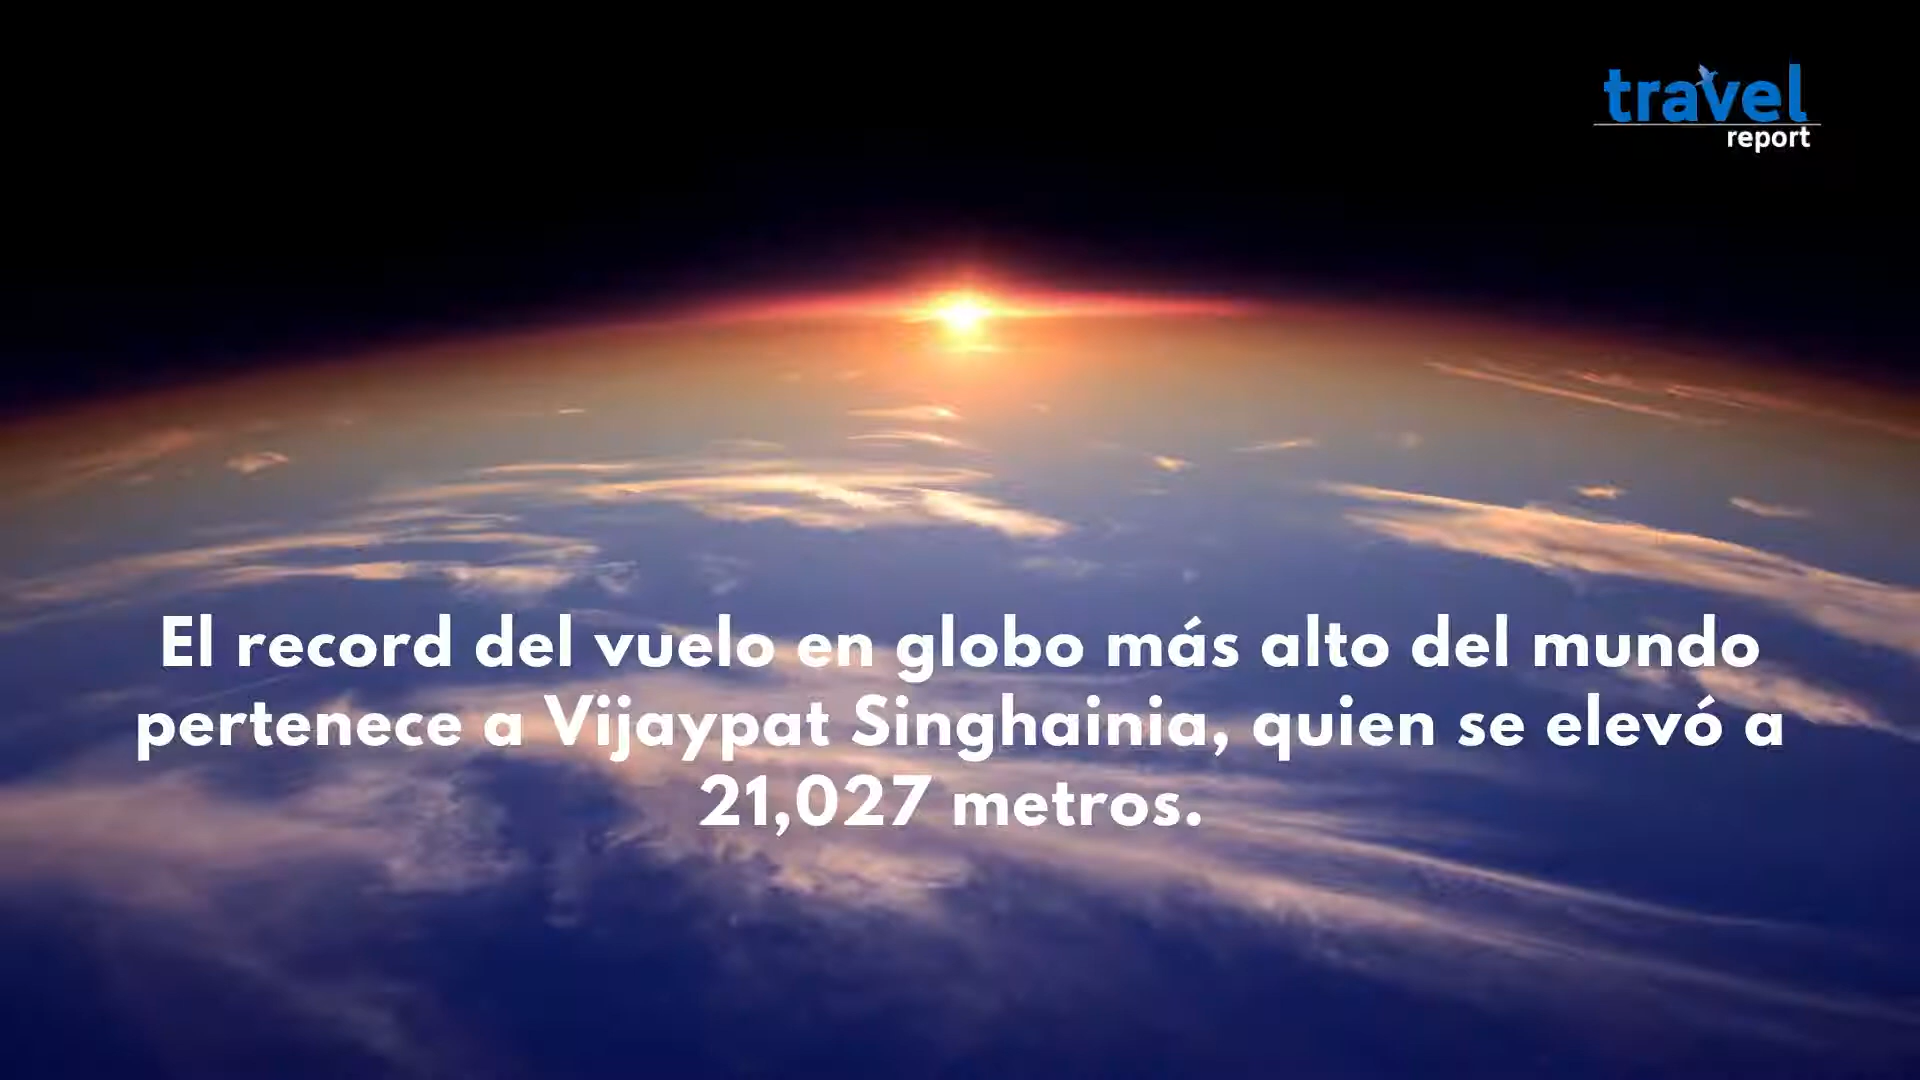 travel
report
El record del vuelo en globo más alto del mundo
pertenece a Vijaypat Singhainia, quien se elevó a
21,027 metros.